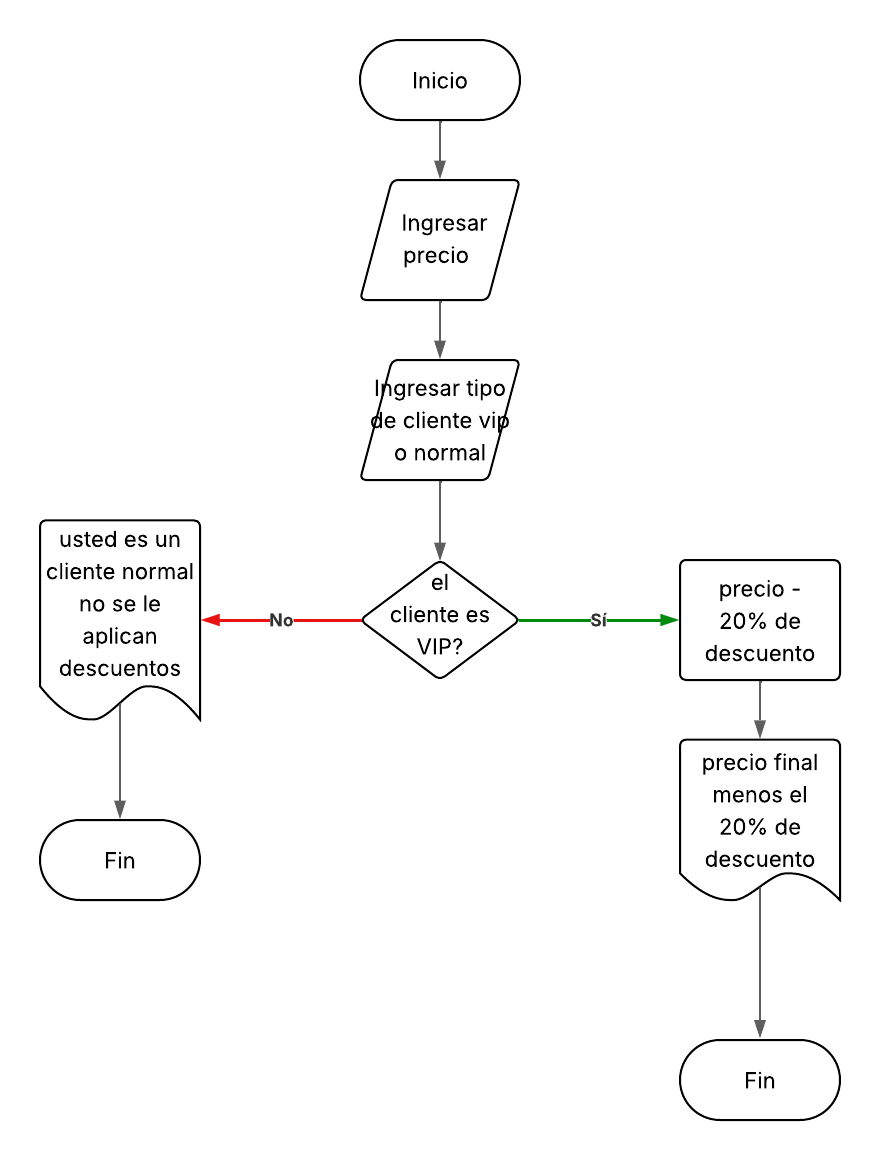 Inicio
Ingresar
precio
Ingresar tipo
de cliente vip
o normal
el
cliente es
VIP?
No
Sí
usted es un
cliente normal
no se le
aplican
descuentos
Fin
precio -
20% de
descuento
precio final
menos el
20% de
descuento
Fin